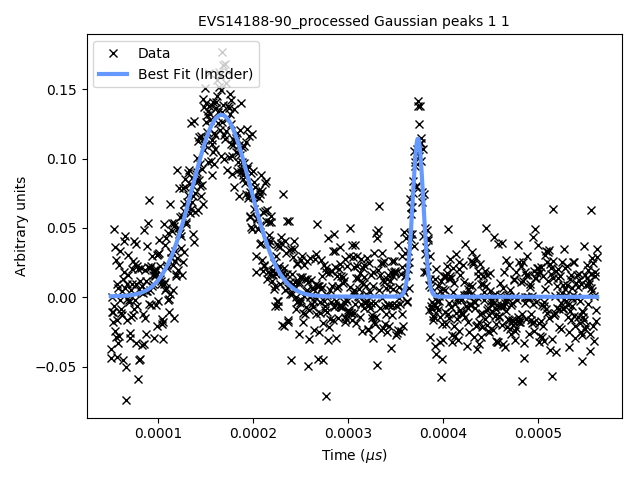 EVS14188-90_processed Gaussian peaks 1 1
Data
Best Fit (lmsder)
Arbitrary units
0.15
0.10
0.05
0.00
−0.05
0.0001 0.0002 0.0003 0.0004 0.0005
Time (μs)